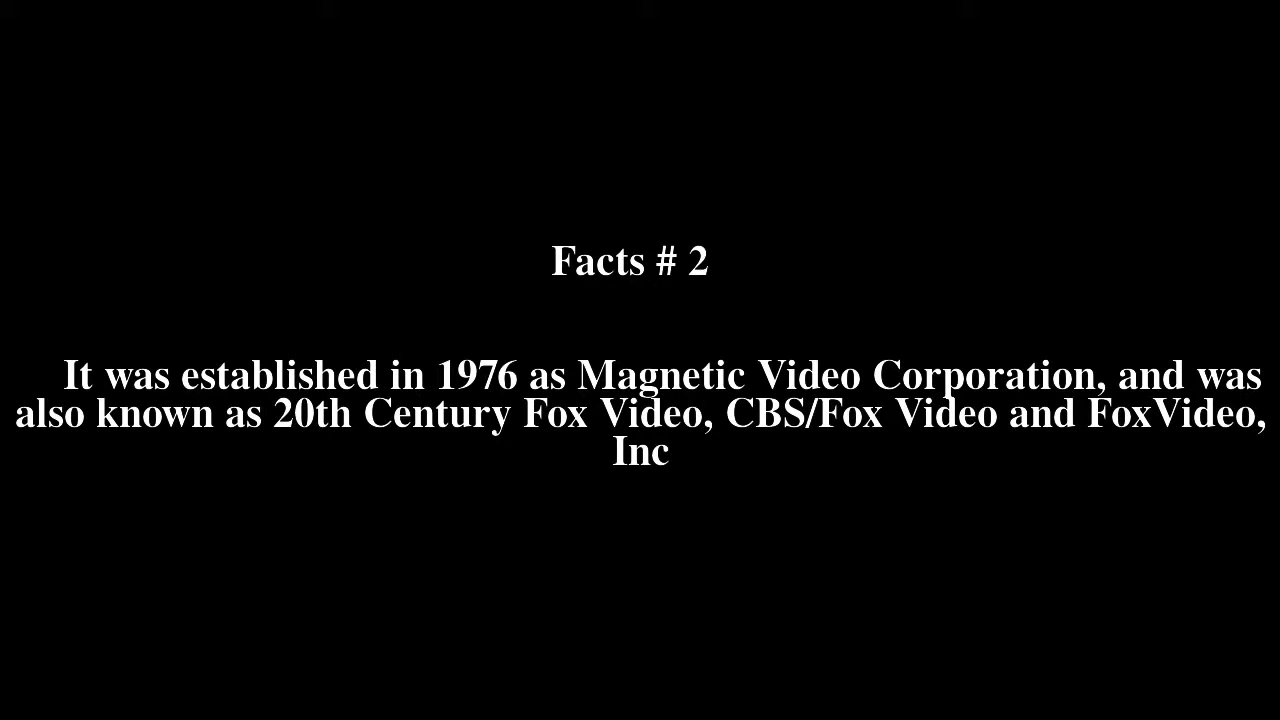 Facts # 2
It was established in 1976 as Magnetic Video Corporation, and was
also known as 20th Century Fox Video, CBS/Fox Video and FoxVideo,
Inc